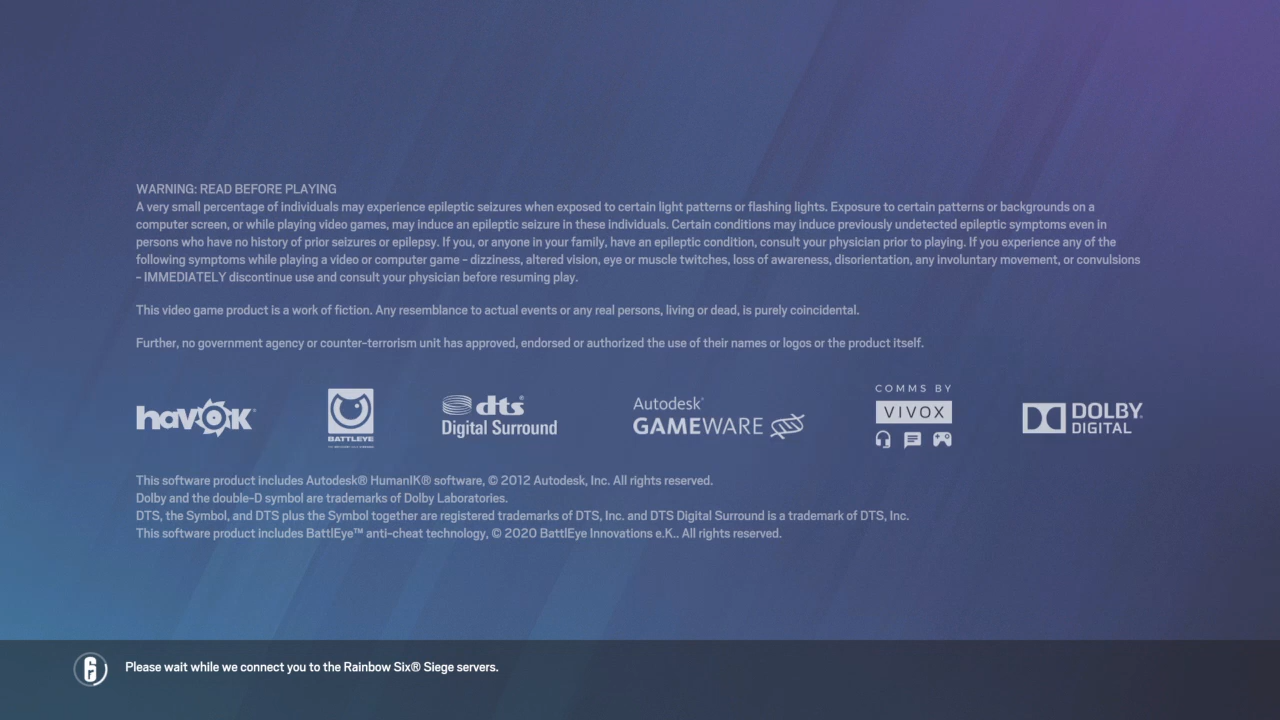 WARNING: READ BEFORE PLAYING
A very small percentage of individuals may experience epileptic seizures when exposed to certain light patterns or flashing lights. Exposure to certain patterns or backgrounds on a
computer screen, or while playing video games, may induce an epileptic seizure in these individuals. Certain conditions may induce previously undetected epileptic symptoms even in
persons who have no history of prior seizures or epilepsy. If you, or anyone in your family, have an epileptic condition, consult your physician prior to playing. If you experience any of the
following symptoms while playing a video or computer game - dizziness, altered vision, eye or muscle twitches, loss of awareness, disorientation, any involuntary movement, or convulsions
- IMMEDIATELY discontinue use and consult your physician before resuming play.
This video game product is a work of fiction. Any resemblance to actual events or any real persons, living or dead, is purely coincidental.
Further, no government agency or counter-terrorism unit has approved, endorsed or authorized the use of their names or logos or the product itself.
havok
BATTLEYE
dts®
Digital Surround
Autodesk®
GAMEWARE
COMMS BY
VIVOX
DOLBY
DIGITAL
This software product includes Autodesk® HumanIK® software, © 2012 Autodesk, Inc. All rights reserved.
Dolby and the double-D symbol are trademarks of Dolby Laboratories.
DTS, the Symbol, and DTS plus the Symbol together are registered trademarks of DTS, Inc. and DTS Digital Surround is a trademark of DTS, Inc.
This software product includes BattlEye™ anti-cheat technology, © 2020 BattlEye Innovations e.K.. All rights reserved.
6
Please wait while we connect you to the Rainbow Six® Siege servers.